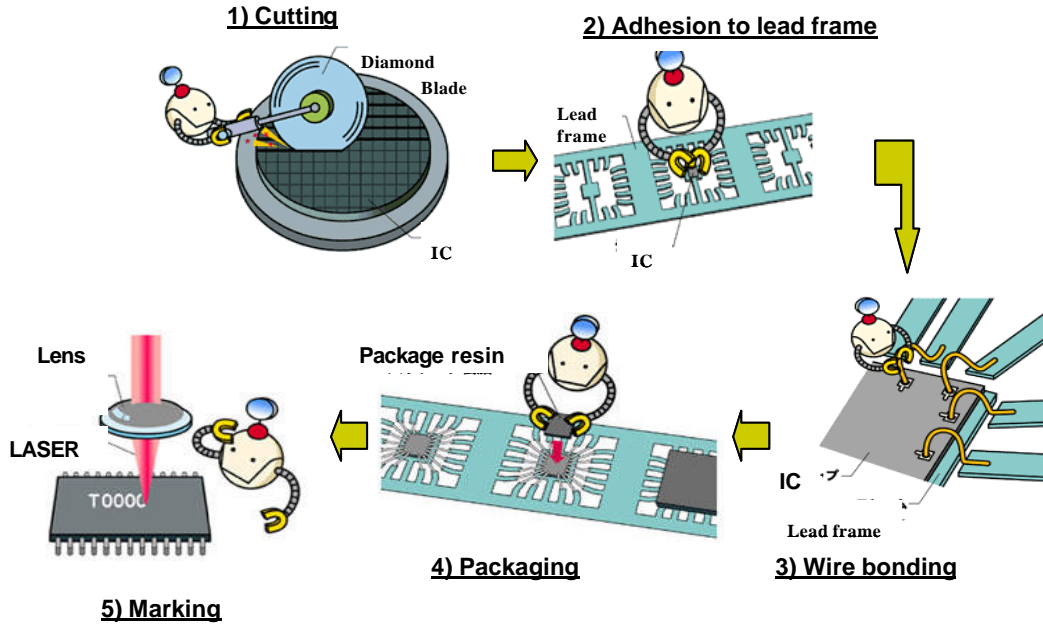 1) Cutting
Diamond
Blade
IC
2) Adhesion to lead frame
Lead
frame
IC
IC
Lead frame
3) Wire bonding
Package resin
4) Packaging
Lens
LASER
T0000
5) Marking